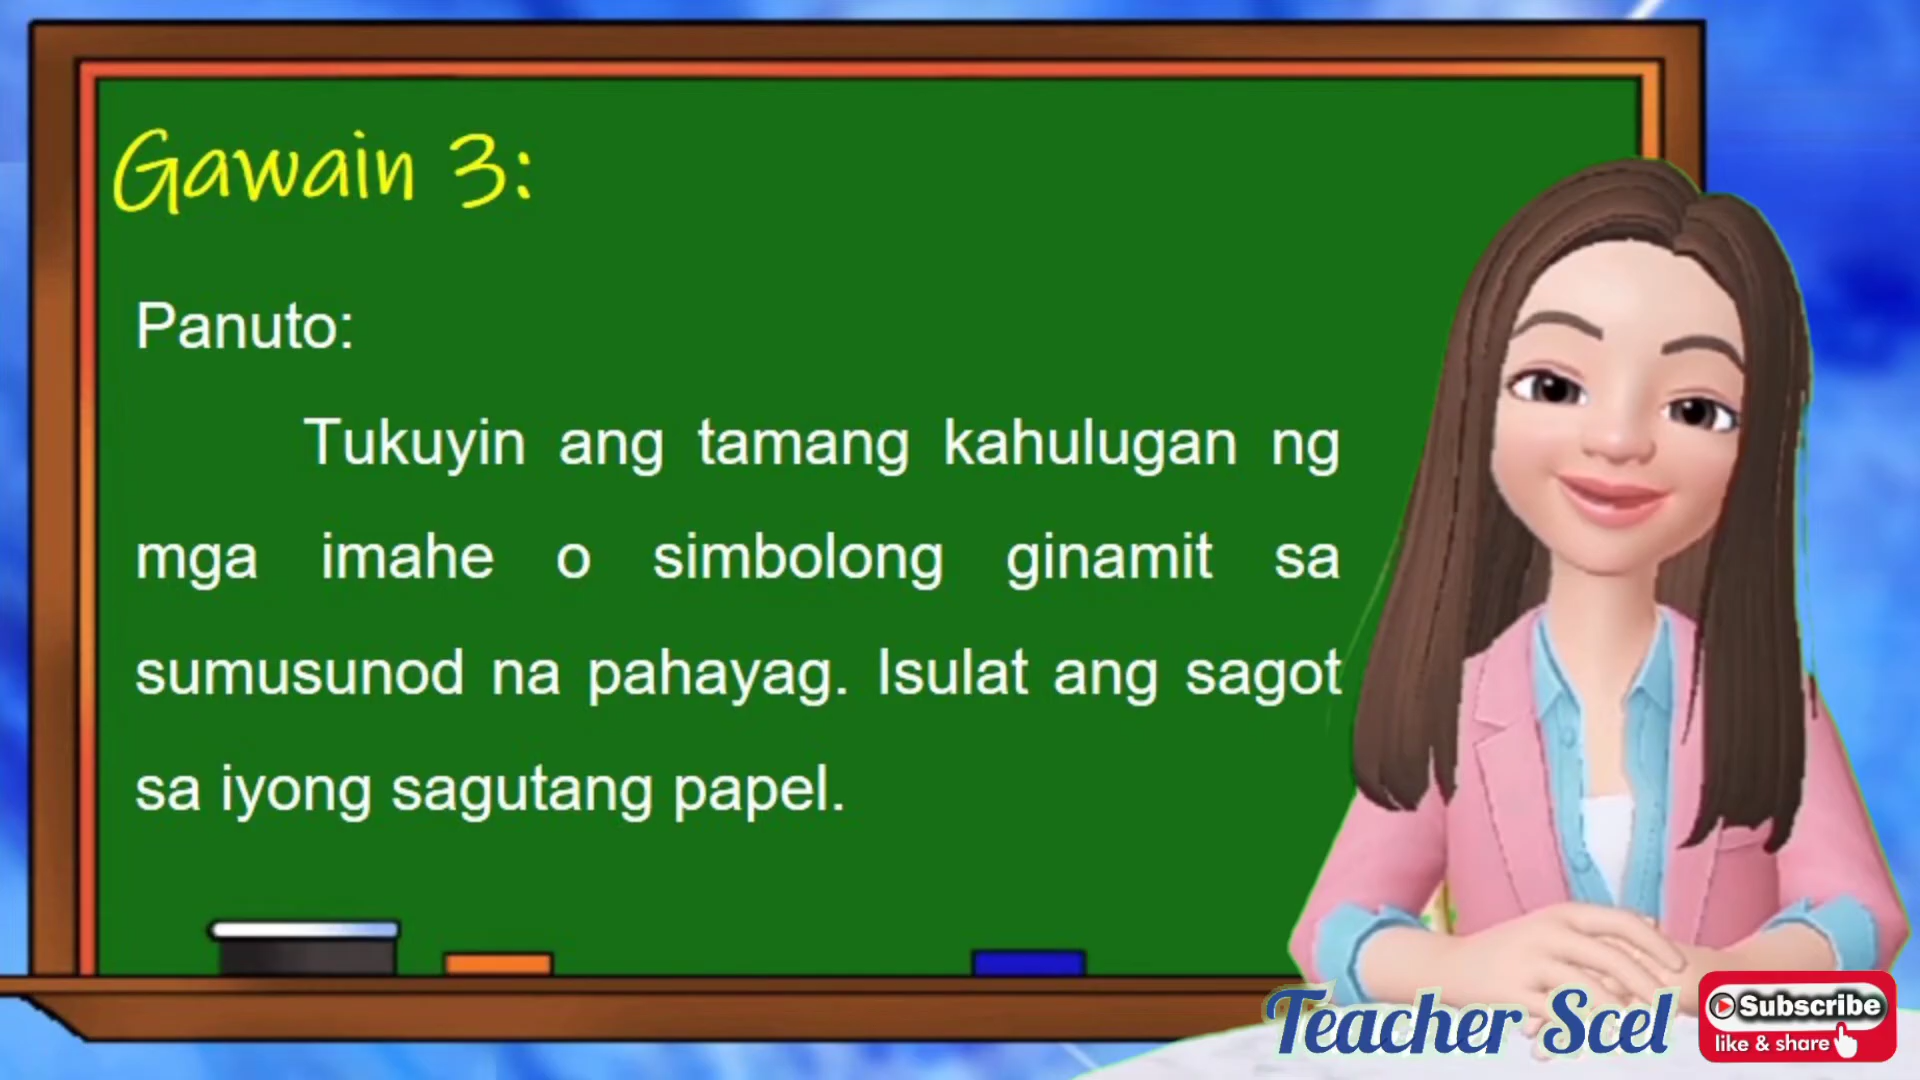 Gawain 3:
Panuto:
Tukuyin ang tamang kahulugan ng
mga imahe o simbolong ginamit sa
sumusunod na pahayag. Isulat ang sagot
sa iyong sagutang papel.
Teacher Scel
Subscribe
like & share